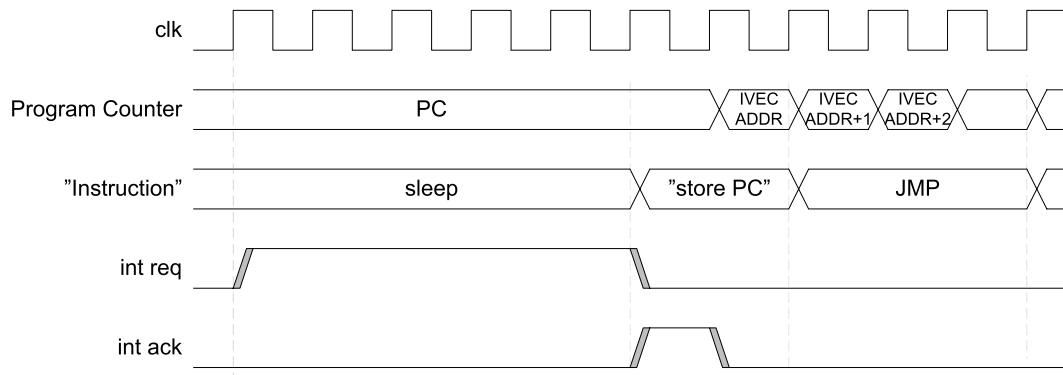 clk
Program Counter
PC
IVEC
ADDR
IVEC
ADDR+1
IVEC
ADDR+2
”Instruction”
sleep
”store PC”
JMP
int req
int ack